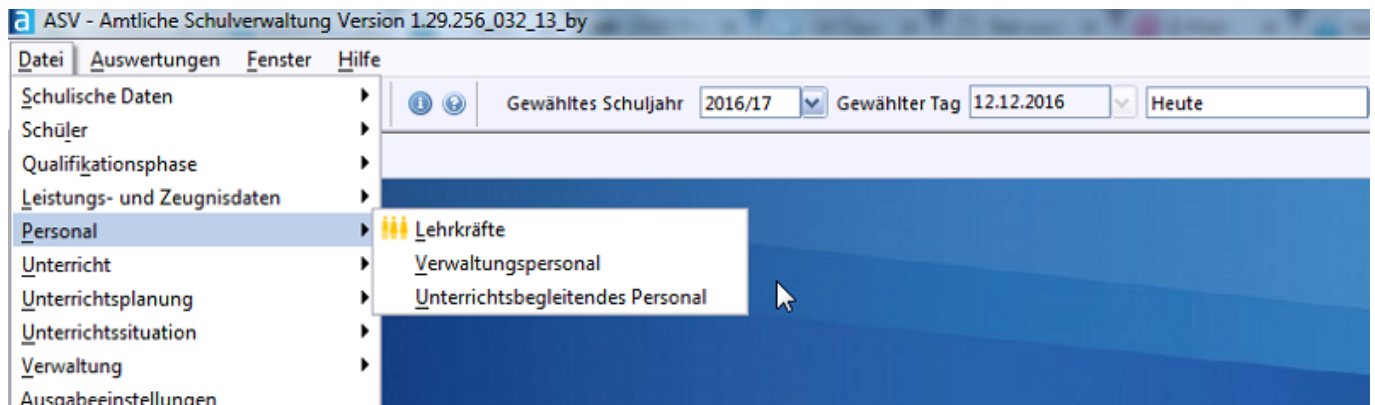 a ASV - Amtliche Schulverwaltung Version 1.29.256_032_13_by
Datei Auswertungen Fenster Hilfe
Gewähltes Schuljahr 2016/17 Gewählter Tag 12.12.2016 Heute
Schulische Daten
Schüler
Qualifikationsphase
Leistungs- und Zeugnisdaten
Personal
Unterricht
Unterrichtsplanung
Unterrichtssituation
Verwaltung
Ausgabeeinstellungen
Lehrkräfte
Verwaltungspersonal
Unterrichtsbegleitendes Personal